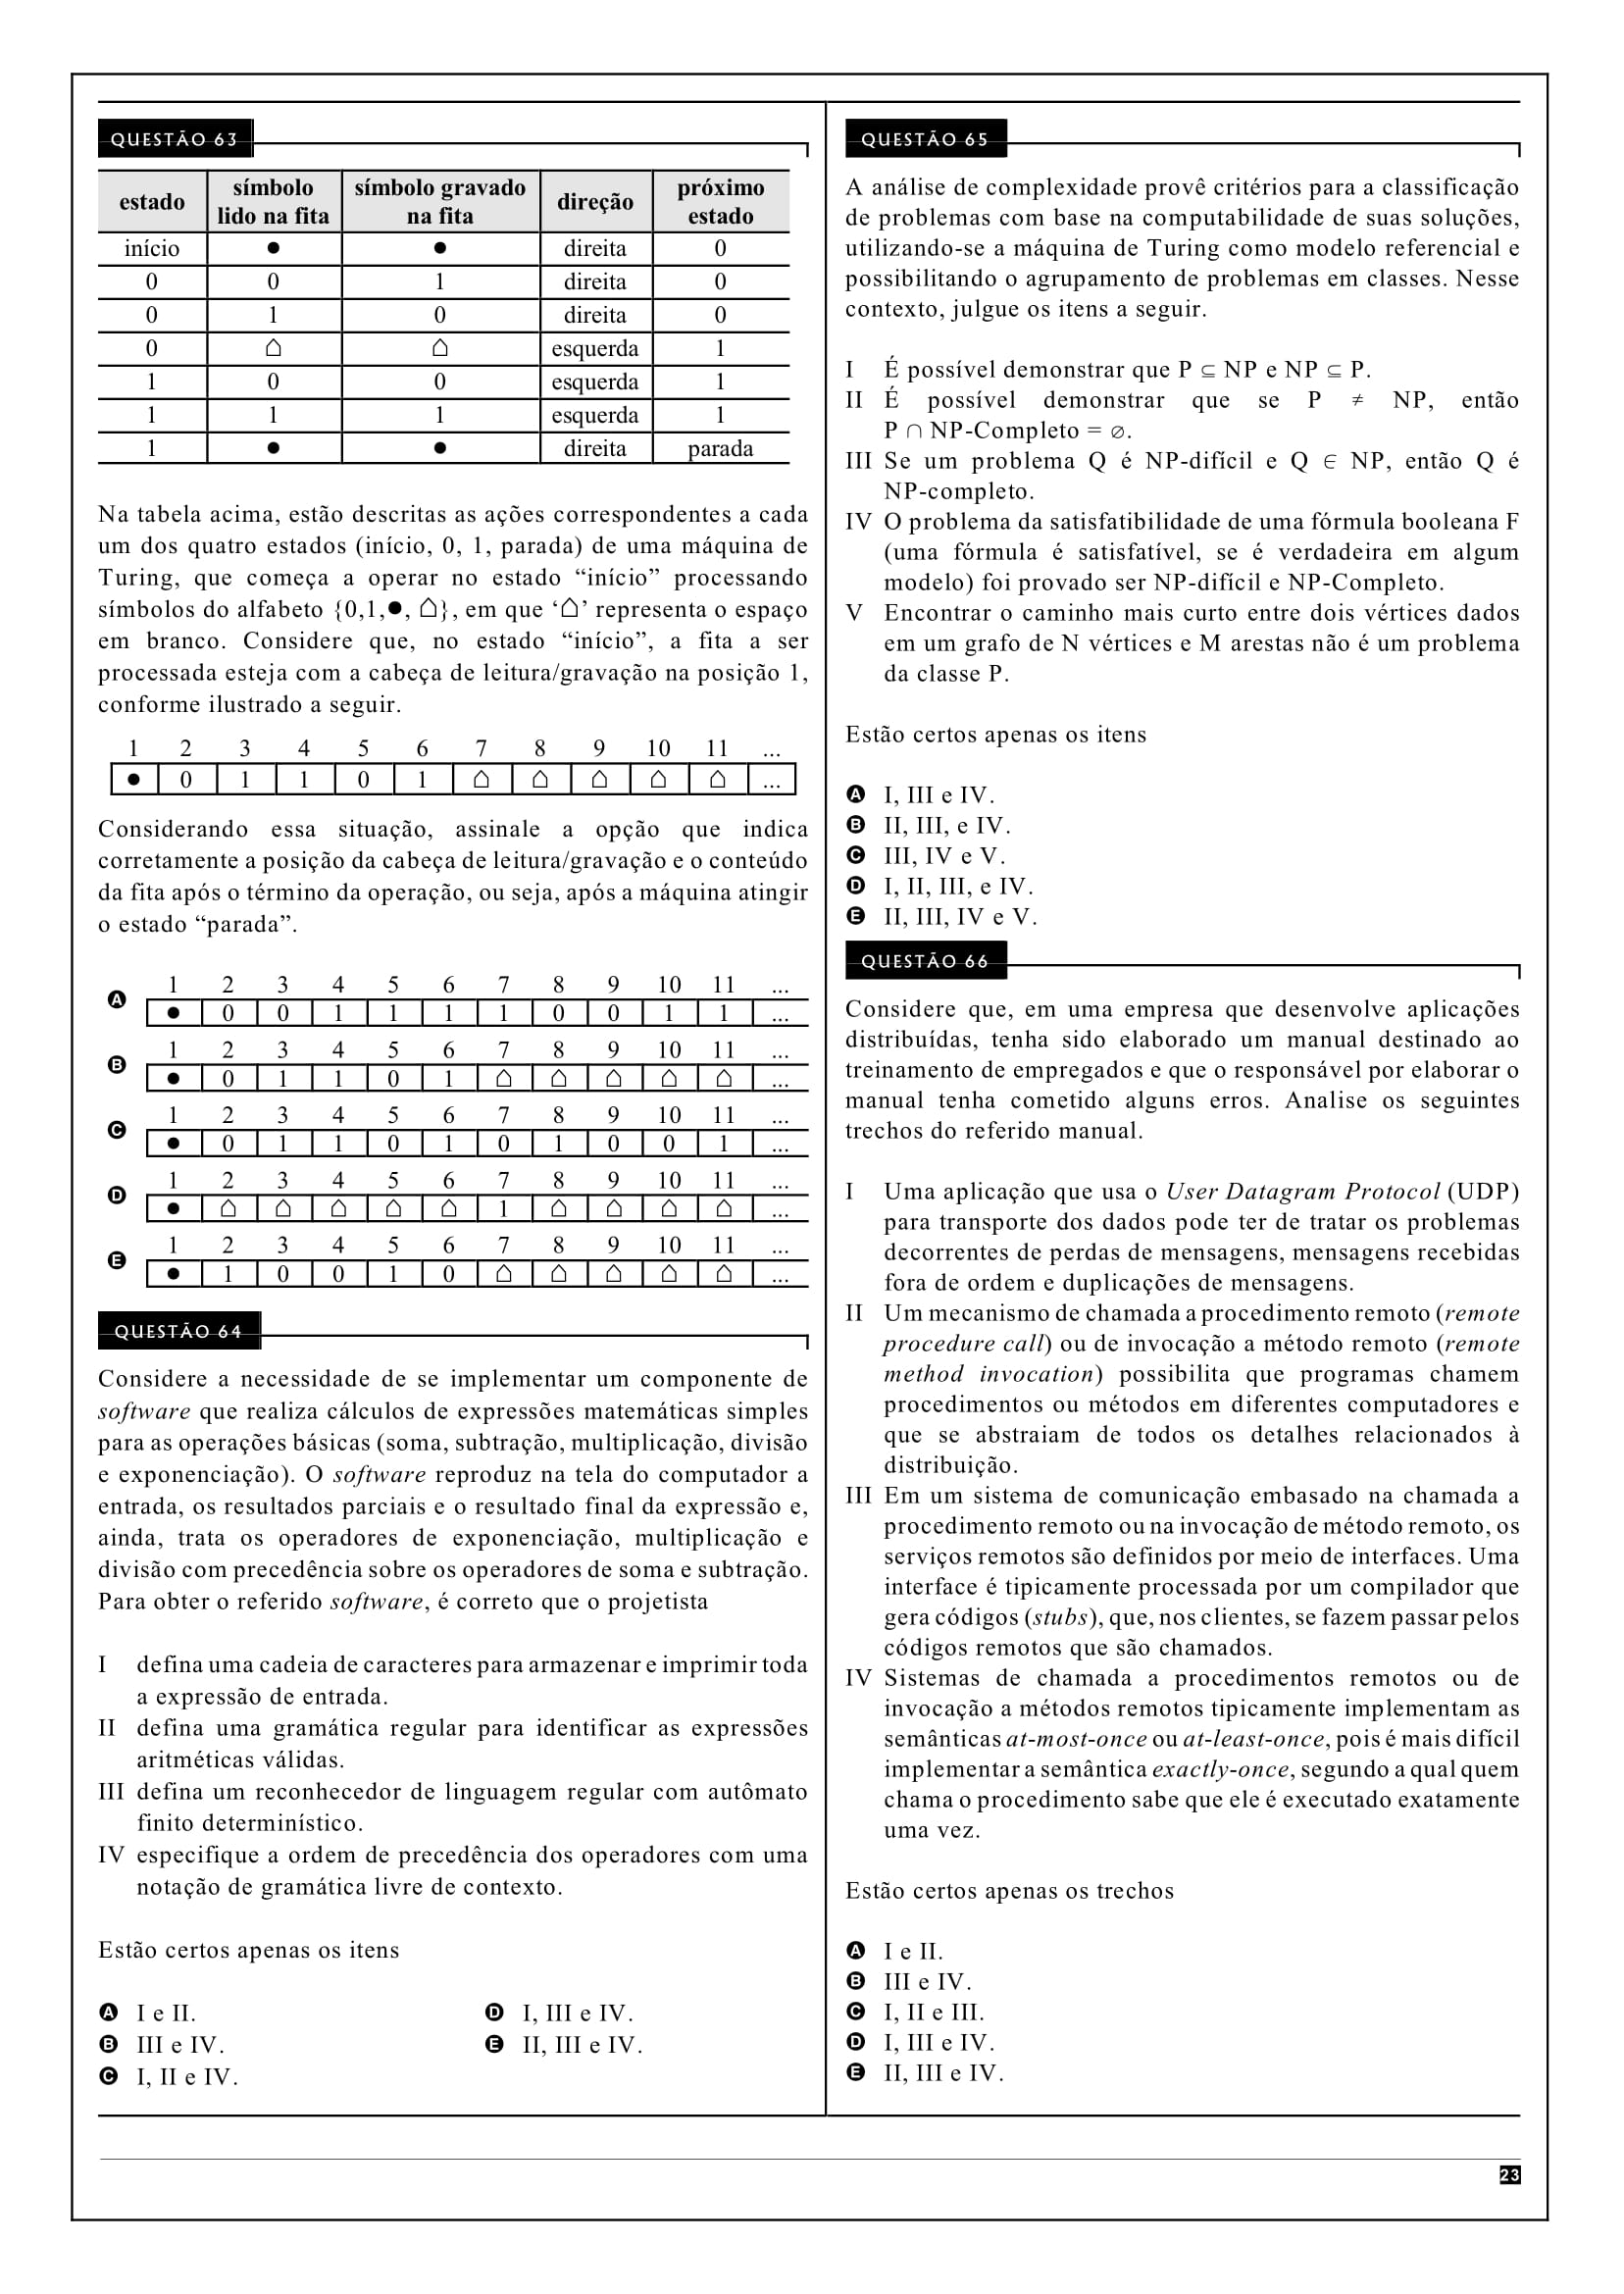 QUESTÃO 63
estado | símbolo lido na fita | símbolo gravado na fita | direção | próximo estado
início | ● | ● | direita | 0
0 | 0 | 1 | direita | 0
0 | 1 | 0 | direita | 0
0 | ⌂ | ⌂ | esquerda | 1
1 | 0 | 0 | esquerda | 1
1 | 1 | 1 | esquerda | 1
1 | ● | ● | direita | parada
Na tabela acima, estão descritas as ações correspondentes a cada
um dos quatro estados (início, 0, 1, parada) de uma máquina de
Turing, que começa a operar no estado “início” processando
símbolos do alfabeto {0,1,●, ⌂}, em que ‘⌂’ representa o espaço
em branco. Considere que, no estado “início”, a fita a ser
processada esteja com a cabeça de leitura/gravação na posição 1,
conforme ilustrado a seguir.
1 2 3 4 5 6 7 8 9 10 11 ...
● 0 1 1 0 1 ⌂ ⌂ ⌂ ⌂ ⌂ ...
Considerando essa situação, assinale a opção que indica
corretamente a posição da cabeça de leitura/gravação e o conteúdo
da fita após o término da operação, ou seja, após a máquina atingir
o estado “parada”.
A
1 2 3 4 5 6 7 8 9 10 11 ...
● 0 0 1 1 1 1 0 0 1 1 ...
B
1 2 3 4 5 6 7 8 9 10 11 ...
● 0 1 1 0 1 ⌂ ⌂ ⌂ ⌂ ⌂ ...
C
1 2 3 4 5 6 7 8 9 10 11 ...
● 0 1 1 0 1 0 1 0 0 1 ...
D
1 2 3 4 5 6 7 8 9 10 11 ...
● ⌂ ⌂ ⌂ ⌂ ⌂ 1 ⌂ ⌂ ⌂ ⌂ ...
E
1 2 3 4 5 6 7 8 9 10 11 ...
● 1 0 0 1 0 ⌂ ⌂ ⌂ ⌂ ⌂ ...
QUESTÃO 64
Considere a necessidade de se implementar um componente de
software que realiza cálculos de expressões matemáticas simples
para as operações básicas (soma, subtração, multiplicação, divisão
e exponenciação). O software reproduz na tela do computador a
entrada, os resultados parciais e o resultado final da expressão e,
ainda, trata os operadores de exponenciação, multiplicação e
divisão com precedência sobre os operadores de soma e subtração.
Para obter o referido software, é correto que o projetista
I defina uma cadeia de caracteres para armazenar e imprimir toda
a expressão de entrada.
II defina uma gramática regular para identificar as expressões
aritméticas válidas.
III defina um reconhecedor de linguagem regular com autômato
finito determinístico.
IV especifique a ordem de precedência dos operadores com uma
notação de gramática livre de contexto.
Estão certos apenas os itens
A I e II.
B III e IV.
C I, II e IV.
D I, III e IV.
E II, III e IV.
QUESTÃO 65
A análise de complexidade provê critérios para a classificação
de problemas com base na computabilidade de suas soluções,
utilizando-se a máquina de Turing como modelo referencial e
possibilitando o agrupamento de problemas em classes. Nesse
contexto, julgue os itens a seguir.
I É possível demonstrar que P ⊆ NP e NP ⊆ P.
II É possível demonstrar que se P ≠ NP, então
P ∩ NP-Completo = ∅.
III Se um problema Q é NP-difícil e Q ∈ NP, então Q é
NP-completo.
IV O problema da satisfatibilidade de uma fórmula booleana F
(uma fórmula é satisfatível, se é verdadeira em algum
modelo) foi provado ser NP-difícil e NP-Completo.
V Encontrar o caminho mais curto entre dois vértices dados
em um grafo de N vértices e M arestas não é um problema
da classe P.
Estão certos apenas os itens
A I, III e IV.
B II, III, e IV.
C III, IV e V.
D I, II, III, e IV.
E II, III, IV e V.
QUESTÃO 66
Considere que, em uma empresa que desenvolve aplicações
distribuídas, tenha sido elaborado um manual destinado ao
treinamento de empregados e que o responsável por elaborar o
manual tenha cometido alguns erros. Analise os seguintes
trechos do referido manual.
I Uma aplicação que usa o User Datagram Protocol (UDP)
para transporte dos dados pode ter de tratar os problemas
decorrentes de perdas de mensagens, mensagens recebidas
fora de ordem e duplicações de mensagens.
II Um mecanismo de chamada a procedimento remoto (remote
procedure call) ou de invocação a método remoto (remote
method invocation) possibilita que programas chamem
procedimentos ou métodos em diferentes computadores e
que se abstraiam de todos os detalhes relacionados à
distribuição.
III Em um sistema de comunicação embasado na chamada a
procedimento remoto ou na invocação de método remoto, os
serviços remotos são definidos por meio de interfaces. Uma
interface é tipicamente processada por um compilador que
gera códigos (stubs), que, nos clientes, se fazem passar pelos
códigos remotos que são chamados.
IV Sistemas de chamada a procedimentos remotos ou de
invocação a métodos remotos tipicamente implementam as
semânticas at-most-once ou at-least-once, pois é mais difícil
implementar a semântica exactly-once, segundo a qual quem
chama o procedimento sabe que ele é executado exatamente
uma vez.
Estão certos apenas os trechos
A I e II.
B III e IV.
C I, II e III.
D I, III e IV.
E II, III e IV.
23